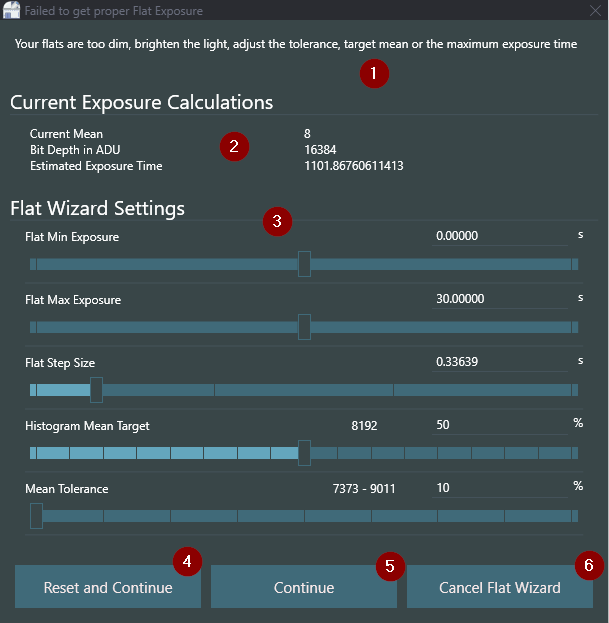 Failed to get proper Flat Exposure
Your flats are too dim, brighten the light, adjust the tolerance, target mean or the maximum exposure time
1
Current Exposure Calculations
Current Mean 8
Bit Depth in ADU 2 16384
Estimated Exposure Time 1101.86760611413
Flat Wizard Settings
3
Flat Min Exposure 0.00000 s
Flat Max Exposure 30.00000 s
Flat Step Size 0.33639 s
Histogram Mean Target 8192 50 %
Mean Tolerance 7373 - 9011 10 %
4 5 6
Reset and Continue Continue Cancel Flat Wizard